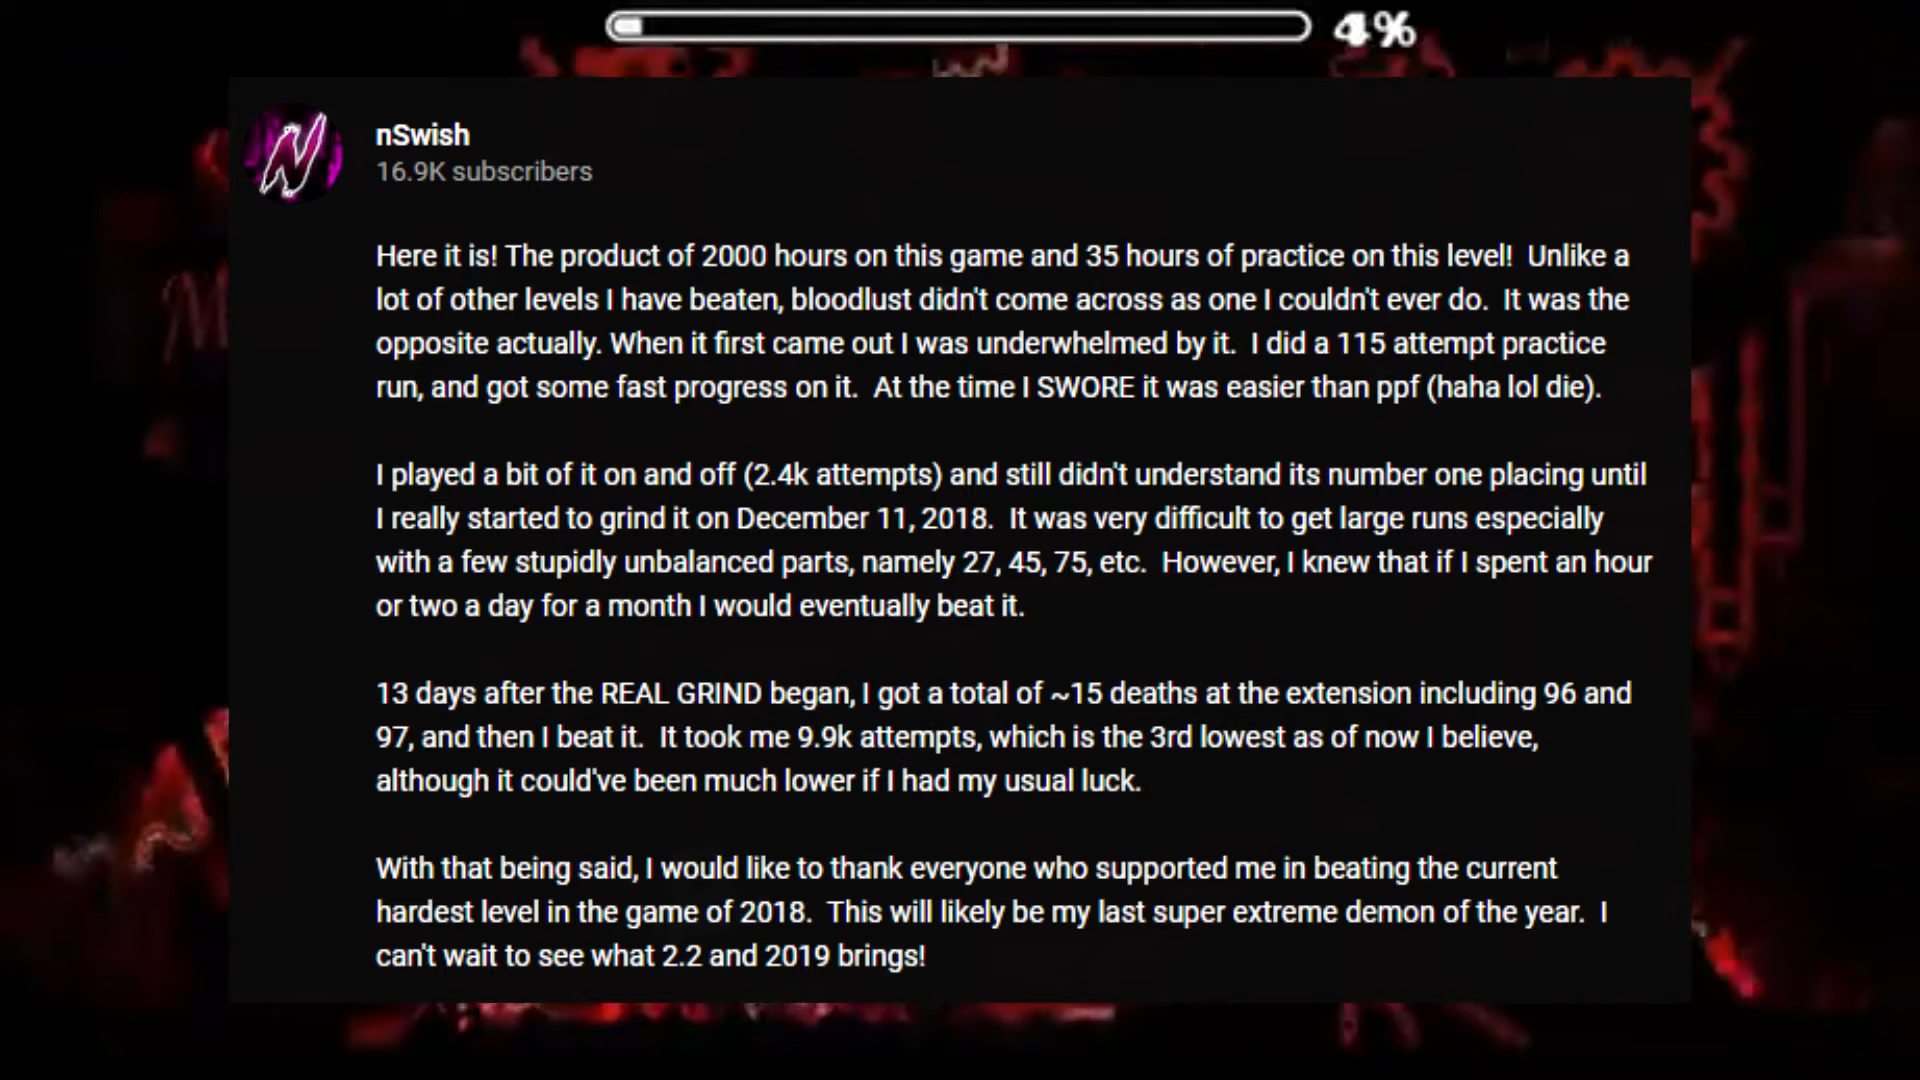 4%
nSwish
16.9K subscribers
Here it is! The product of 2000 hours on this game and 35 hours of practice on this level!  Unlike a
lot of other levels I have beaten, bloodlust didn't come across as one I couldn't ever do.  It was the
opposite actually. When it first came out I was underwhelmed by it.  I did a 115 attempt practice
run, and got some fast progress on it.  At the time I SWORE it was easier than ppf (haha lol die).
I played a bit of it on and off (2.4k attempts) and still didn't understand its number one placing until
I really started to grind it on December 11, 2018.  It was very difficult to get large runs especially
with a few stupidly unbalanced parts, namely 27, 45, 75, etc.  However, I knew that if I spent an hour
or two a day for a month I would eventually beat it.
13 days after the REAL GRIND began, I got a total of ~15 deaths at the extension including 96 and
97, and then I beat it.  It took me 9.9k attempts, which is the 3rd lowest as of now I believe,
although it could've been much lower if I had my usual luck.
With that being said, I would like to thank everyone who supported me in beating the current
hardest level in the game of 2018.  This will likely be my last super extreme demon of the year.  I
can't wait to see what 2.2 and 2019 brings!